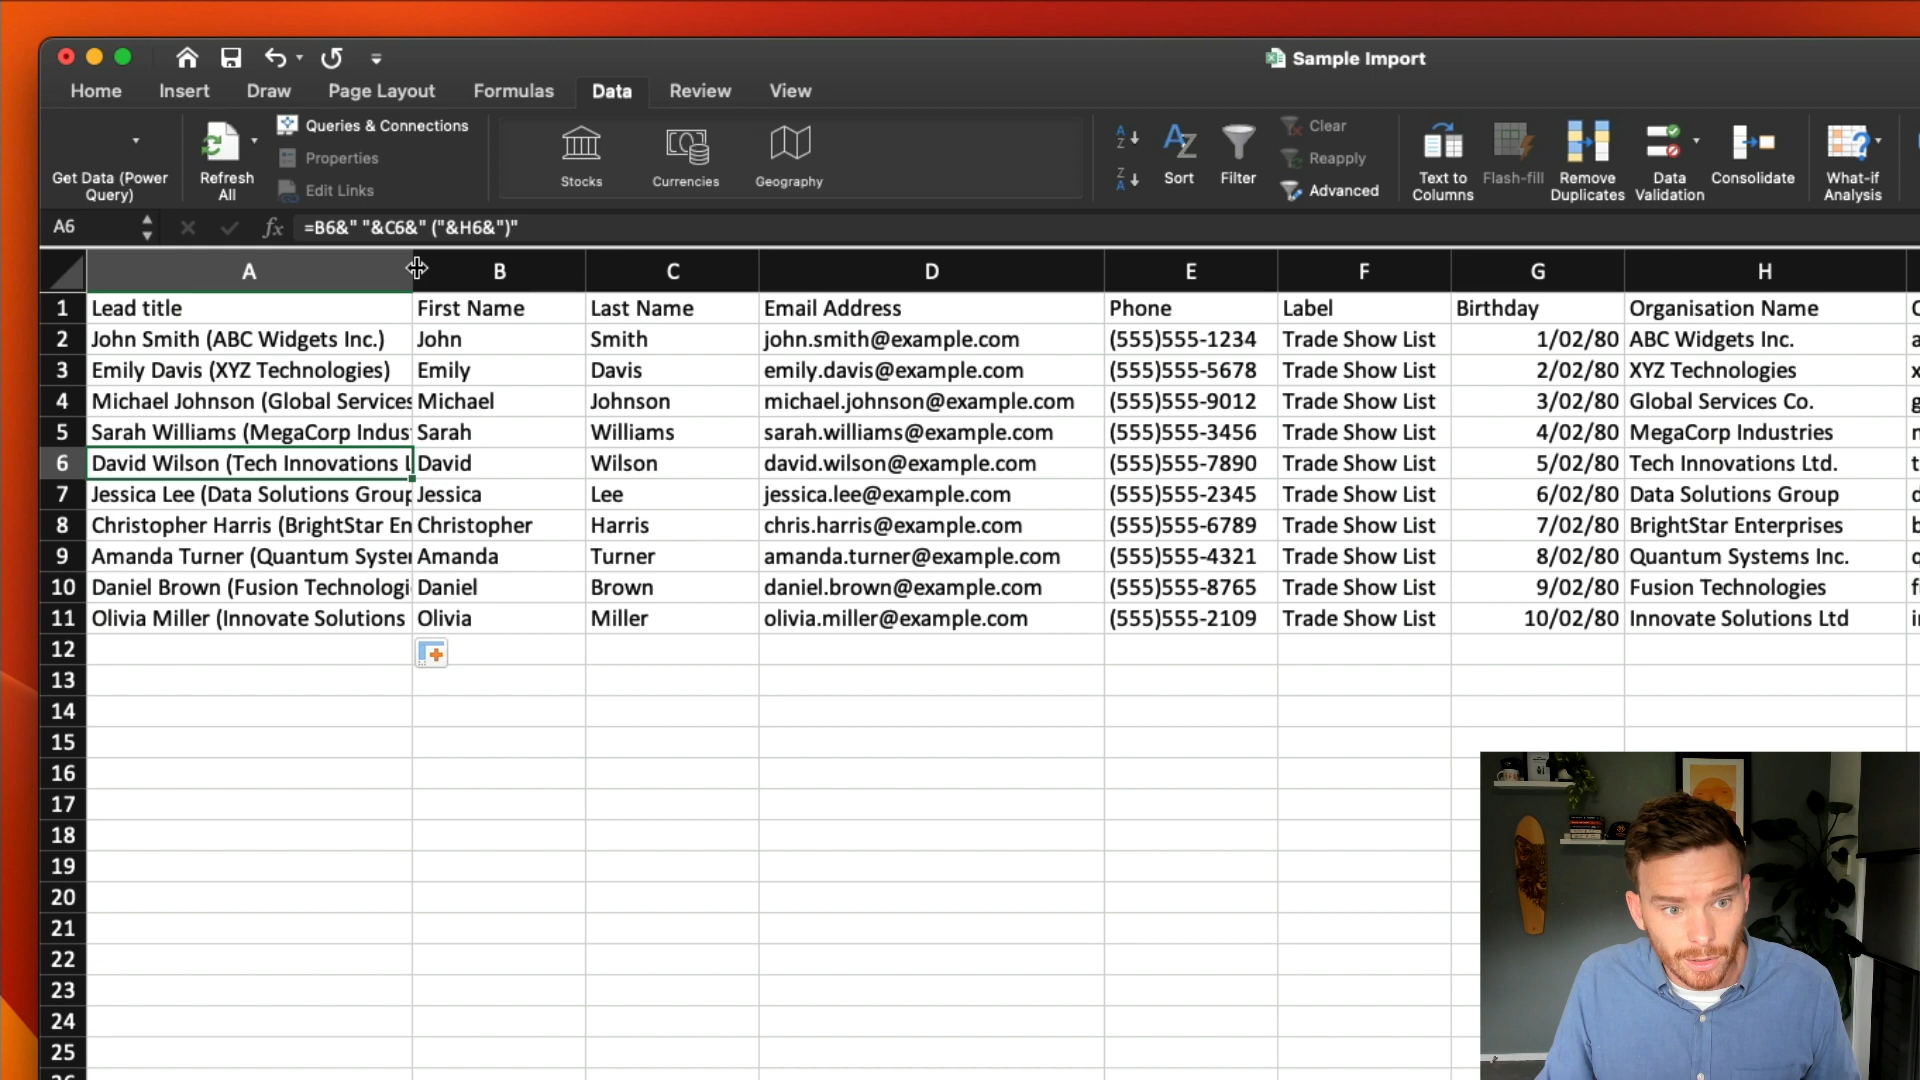 Sample Import
Home Insert Draw Page Layout Formulas Data Review View
Get Data (Power Query)
Refresh All
Queries & Connections
Properties
Edit Links
Stocks Currencies Geography
A Z
Z A
Sort
Filter
Clear
Reapply
Advanced
Text to Columns
Flash-fill
Remove Duplicates
Data Validation
Consolidate
What-if Analysis
A6 fx =B6&" "&C6&" ("&H6&")"
A B C D E F G H
1 Lead title First Name Last Name Email Address Phone Label Birthday Organisation Name
2 John Smith (ABC Widgets Inc.) John Smith john.smith@example.com (555)555-1234 Trade Show List 1/02/80 ABC Widgets Inc.
3 Emily Davis (XYZ Technologies) Emily Davis emily.davis@example.com (555)555-5678 Trade Show List 2/02/80 XYZ Technologies
4 Michael Johnson (Global Services Michael Johnson michael.johnson@example.com (555)555-9012 Trade Show List 3/02/80 Global Services Co.
5 Sarah Williams (MegaCorp Indus Sarah Williams sarah.williams@example.com (555)555-3456 Trade Show List 4/02/80 MegaCorp Industries
6 David Wilson (Tech Innovations L David Wilson david.wilson@example.com (555)555-7890 Trade Show List 5/02/80 Tech Innovations Ltd.
7 Jessica Lee (Data Solutions Group Jessica Lee jessica.lee@example.com (555)555-2345 Trade Show List 6/02/80 Data Solutions Group
8 Christopher Harris (BrightStar En Christopher Harris chris.harris@example.com (555)555-6789 Trade Show List 7/02/80 BrightStar Enterprises
9 Amanda Turner (Quantum Syster Amanda Turner amanda.turner@example.com (555)555-4321 Trade Show List 8/02/80 Quantum Systems Inc.
10 Daniel Brown (Fusion Technologi Daniel Brown daniel.brown@example.com (555)555-8765 Trade Show List 9/02/80 Fusion Technologies
11 Olivia Miller (Innovate Solutions Olivia Miller olivia.miller@example.com (555)555-2109 Trade Show List 10/02/80 Innovate Solutions Ltd
12
13
14
15
16
17
18
19
20
21
22
23
24
25